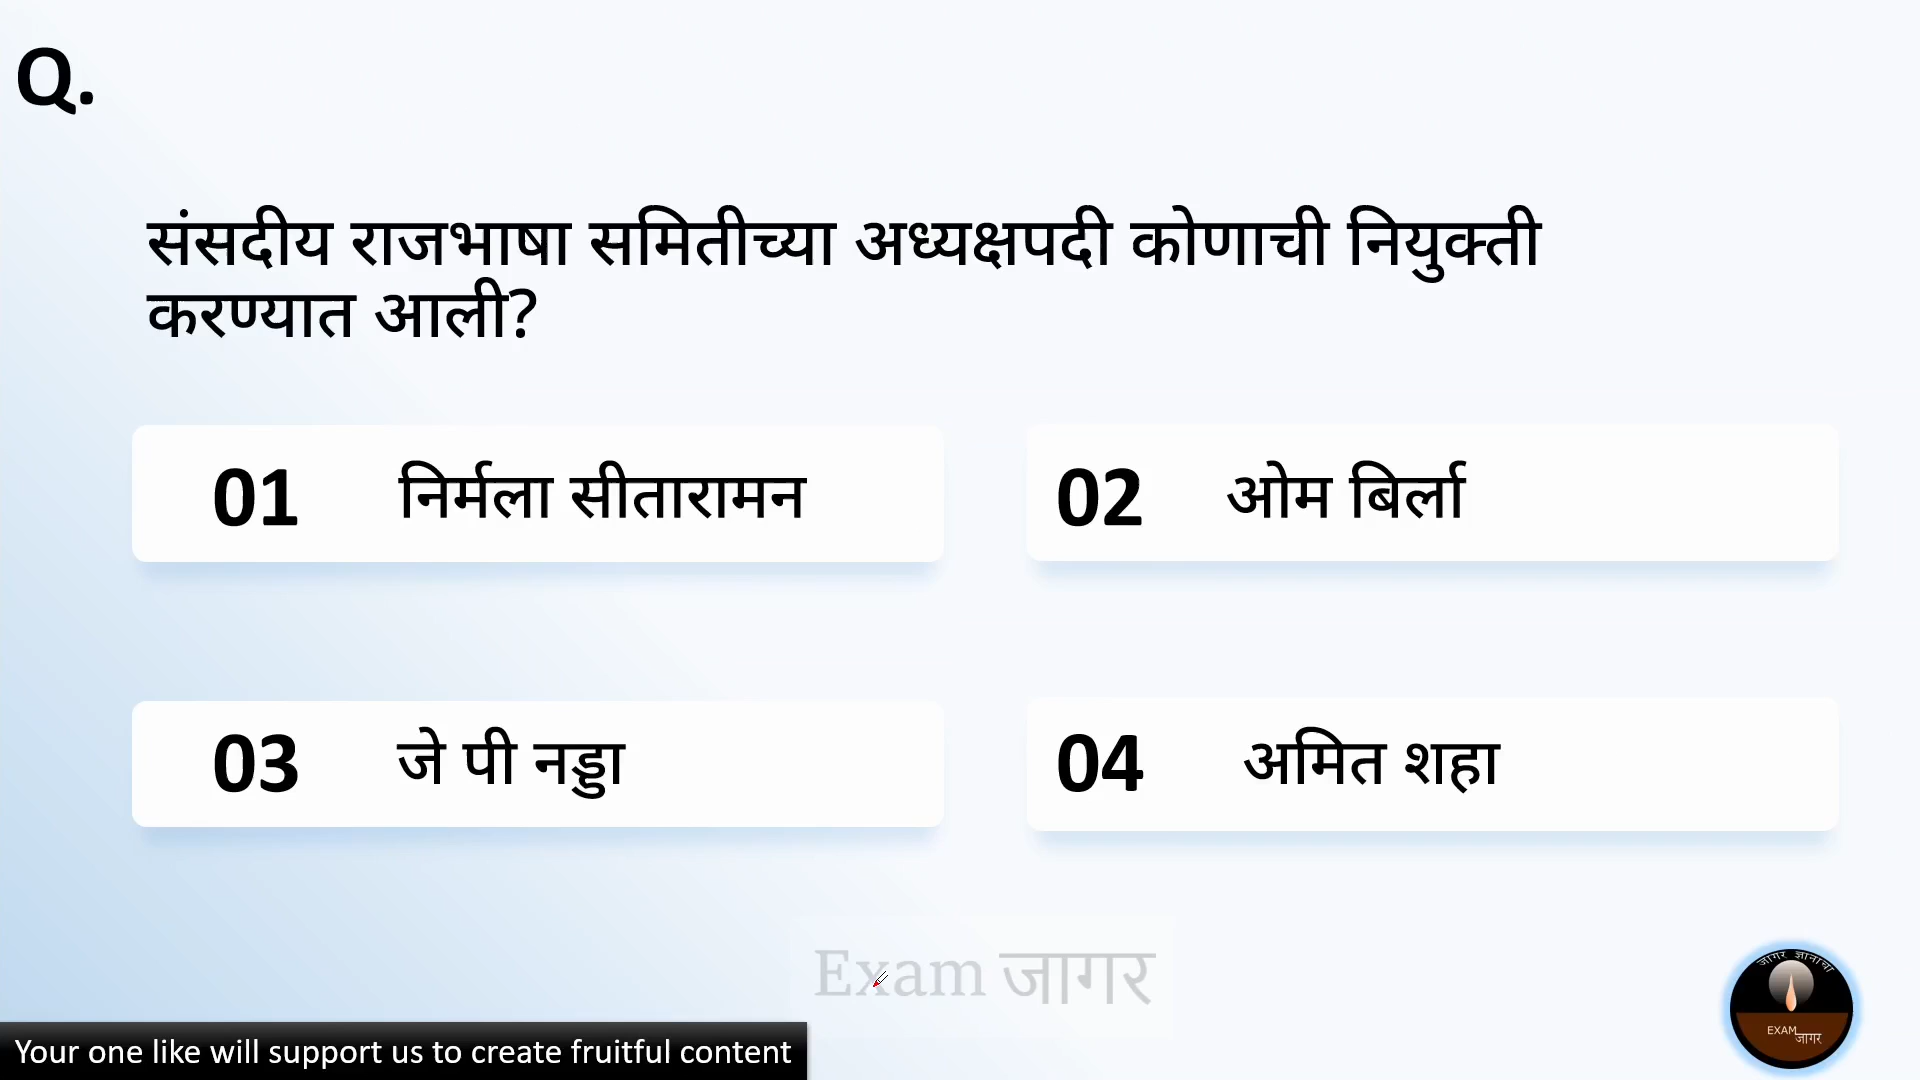 Q.
संसदीय राजभाषा समितीच्या अध्यक्षपदी कोणाची नियुक्ती
करण्यात आली?
01 निर्मला सीतारामन
02 ओम बिर्ला
03 जे पी नड्डा
04 अमित शहा
Exam जागर
जागर ज्ञानाचा
EXAM
जागर
Your one like will support us to create fruitful content